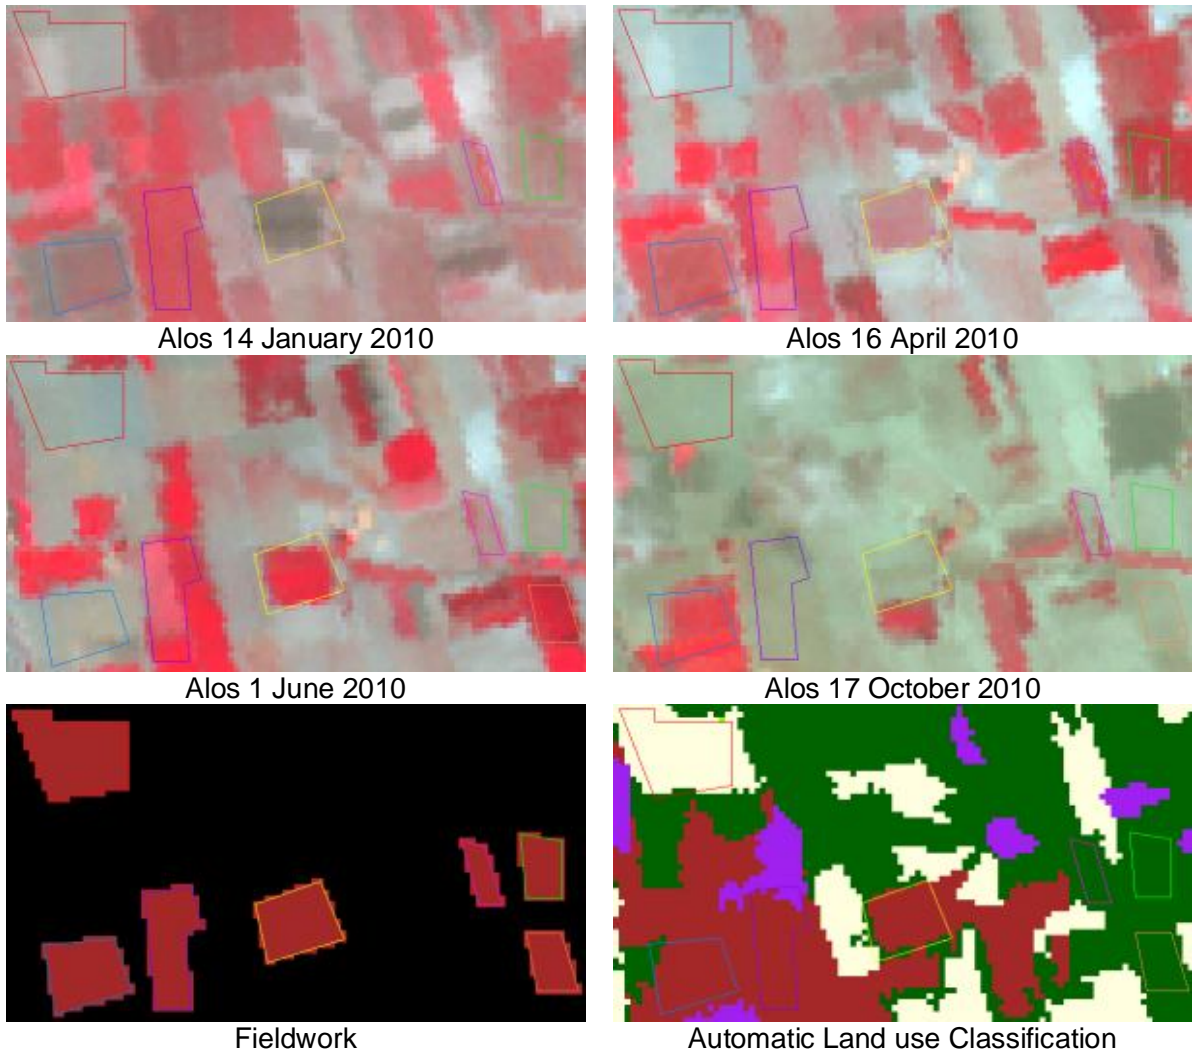 Alos 14 January 2010
Alos 16 April 2010
Alos 1 June 2010
Alos 17 October 2010
Fieldwork
Automatic Land use Classification